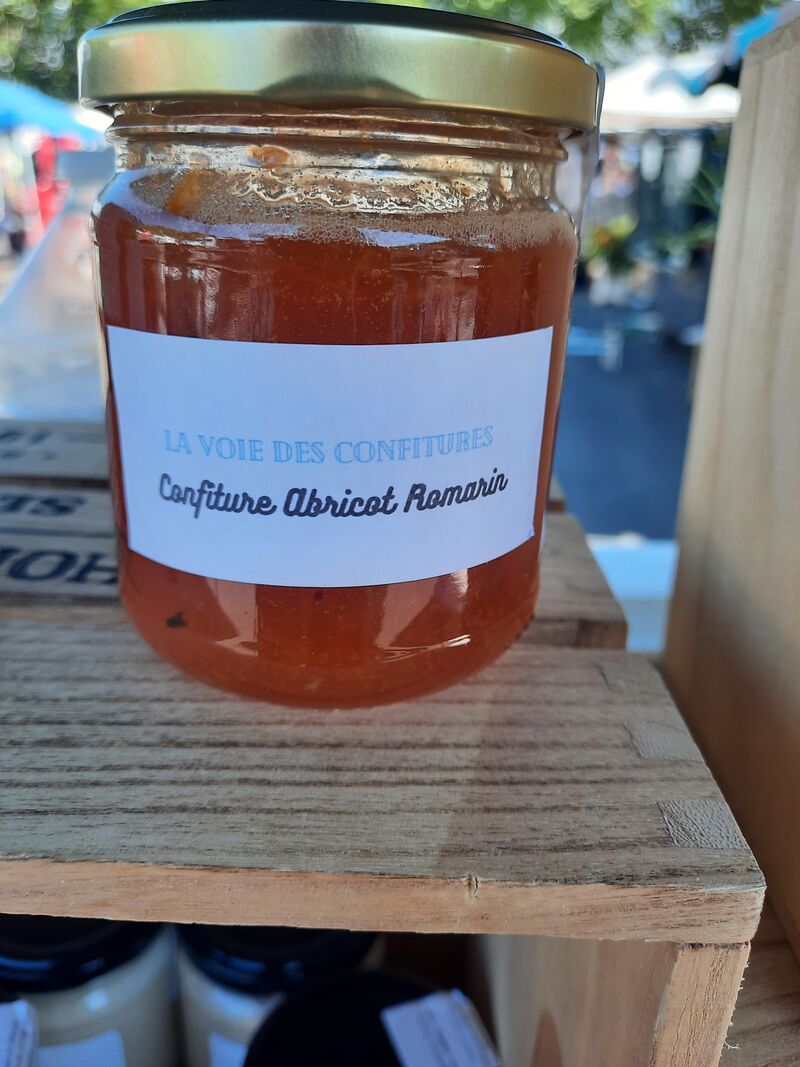 LA VOIE DES CONFITURES
Confiture Abricot Romarin